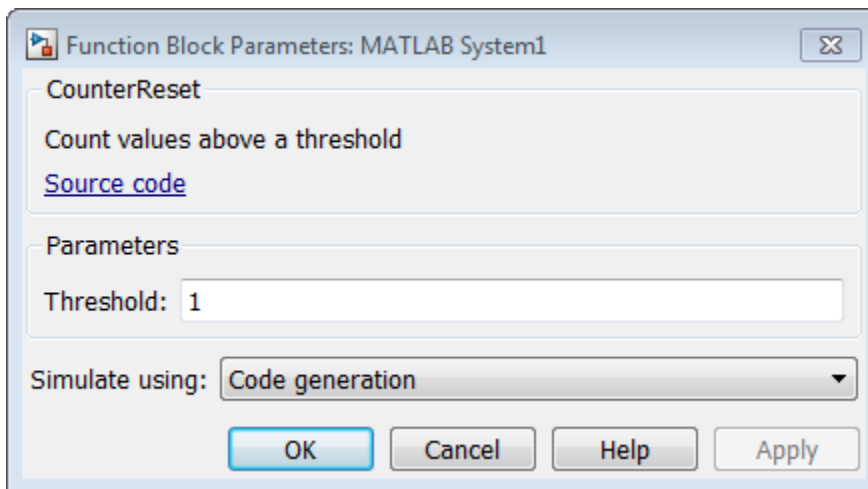 Function Block Parameters: MATLAB System1
CounterReset
Count values above a threshold
Source code
Parameters
Threshold: 1
Simulate using: Code generation
OK Cancel Help Apply